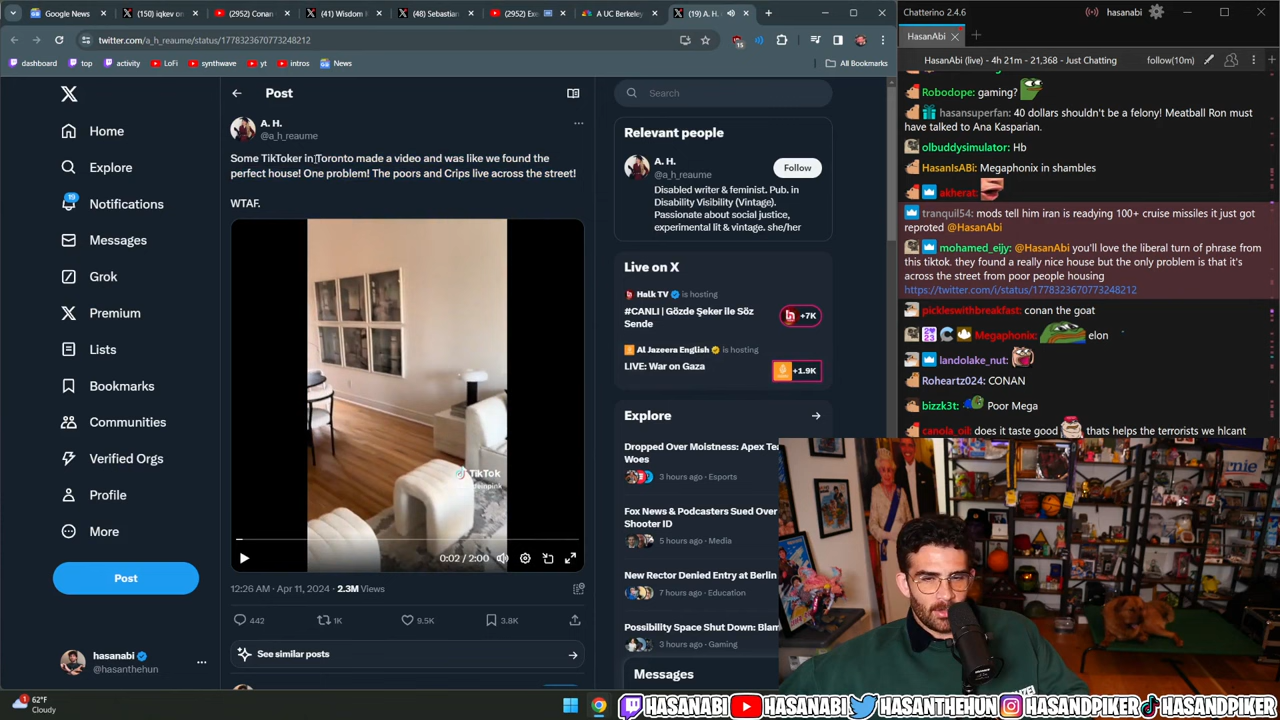 Google News
(150) iqkev on
(2952) Conan
(41) Wisdom
(48) Sebastian
(2952) Exe
A UC Berkeley
(19) A. H.
twitter.com/a_h_reaume/status/1778323670773248212
15
dashboard
top
activity
LoFi
synthwave
yt
intros
News
All Bookmarks
Home
Explore
19
Notifications
Messages
Grok
Premium
Lists
Bookmarks
Communities
Verified Orgs
Profile
More
Post
hasanabi
@hasanthehun
Post
A. H.
@a_h_reaume
Some TikToker in Toronto made a video and was like we found the
perfect house! One problem! The poors and Crips live across the street!
WTAF.
TikTok
0:02 / 2:00
12:26 AM · Apr 11, 2024 · 2.3M Views
442
1K
9.5K
3.8K
See similar posts
Search
Relevant people
A. H.
@a_h_reaume
Follow
Disabled writer & feminist. Pub. in
Disability Visibility (Vintage).
Passionate about social justice,
experimental lit & vintage. she/her
Live on X
Halk TV is hosting
#CANLI | Gözde Şeker ile Söz
Sende
+7K
Al Jazeera English is hosting
LIVE: War on Gaza
+1.9K
Explore
Dropped Over Moistness: Apex Tea
Woes
3 hours ago · Esports
Fox News & Podcasters Sued Over
Shooter ID
5 hours ago · Media
New Rector Denied Entry at Berlin
7 hours ago · Education
Possibility Space Shut Down: Blam
3 hours ago · Gaming
Messages
Chatterino 2.4.6
hasanabi
HasanAbi
HasanAbi (live) - 4h 21m - 21,368 - Just Chatting
follow(10m)
Robodope: gaming?
hasansuperfan: 40 dollars shouldn't be a felony! Meatball Ron must
have talked to Ana Kasparian.
olbuddysimulator: Hb
HasanIsABi: Megaphonix in shambles
akherat:
tranquil54: mods tell him iran is readying 100+ cruise missiles it just got
reproted @HasanAbi
mohamed_eijy: @HasanAbi you'll love the liberal turn of phrase from
this tiktok. they found a really nice house but the only problem is that it's
across the street from poor people housing
https://twitter.com/i/status/1778323670773248212
pickleswithbreakfast: conan the goat
Megaphonix: elon
landolake_nut:
Roheartz024: CONAN
bizzk3t: Poor Mega
canola_oil: does it taste good thats helps the terrorists we hlcant
62°F
Cloudy
HASANABI
HASANABI
HASANTHEHUN
HASANDPIKER
HASANDPIKER